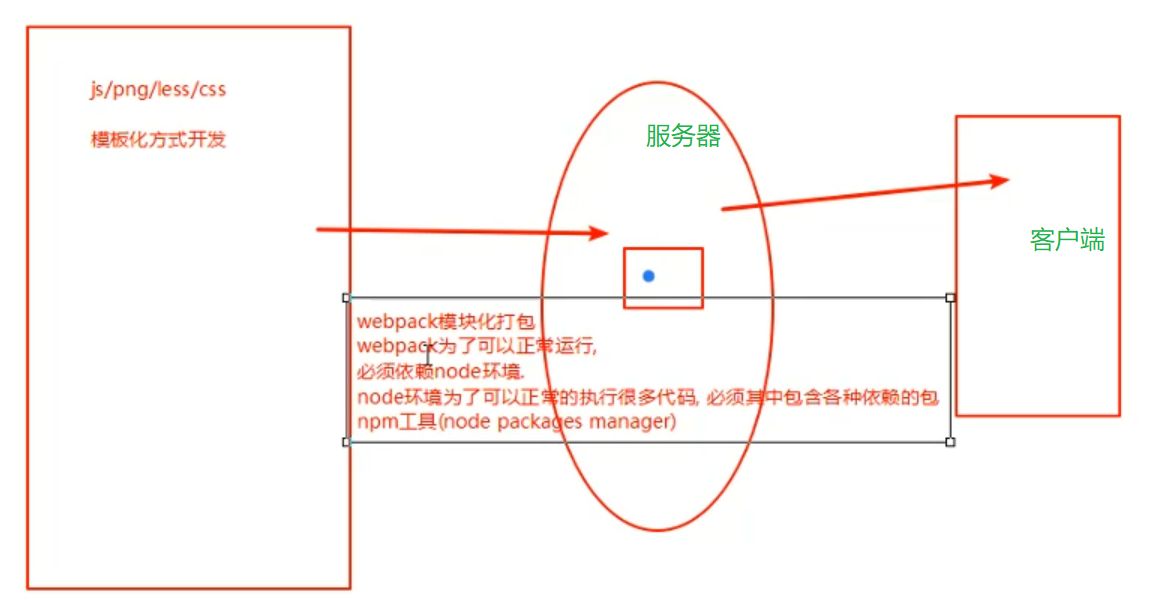 js/png/less/css
模板化方式开发
服务器
客户端
webpack模块化打包
webpack为了可以正常运行,
必须依赖node环境.
node环境为了可以正常的执行很多代码, 必须其中包含各种依赖的包
npm工具(node packages manager)